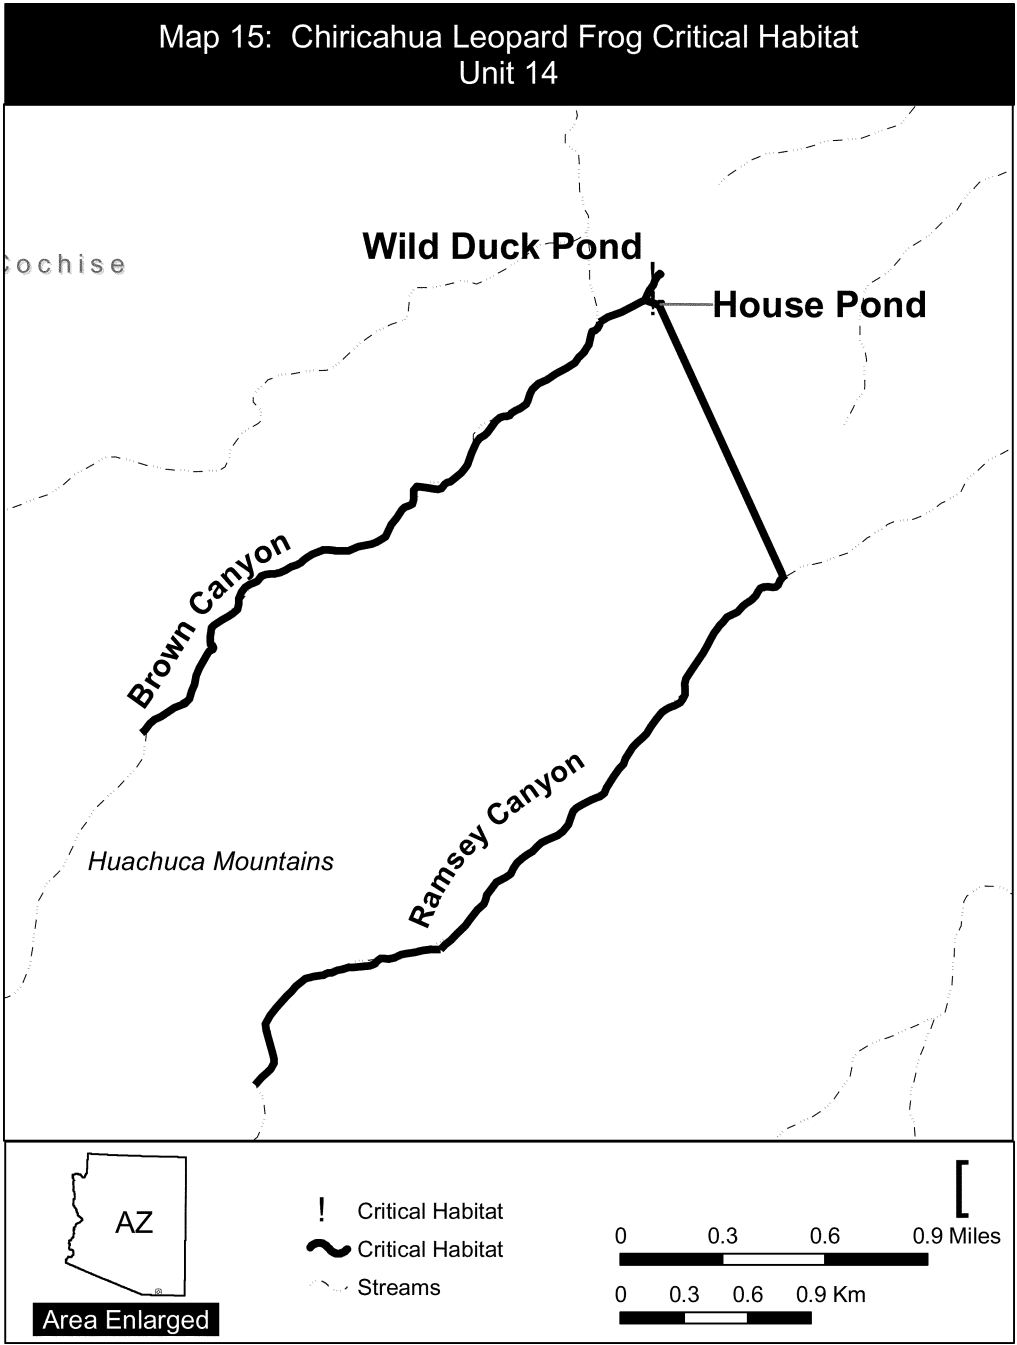 Map 15:  Chiricahua Leopard Frog Critical Habitat
Unit 14
Wild Duck Pond
Cochise
!
House Pond
!
Brown Canyon
Ramsey Canyon
Huachuca Mountains
AZ
Area Enlarged
! Critical Habitat
Critical Habitat
Streams
[
0 0.3 0.6 0.9 Miles
0 0.3 0.6 0.9 Km